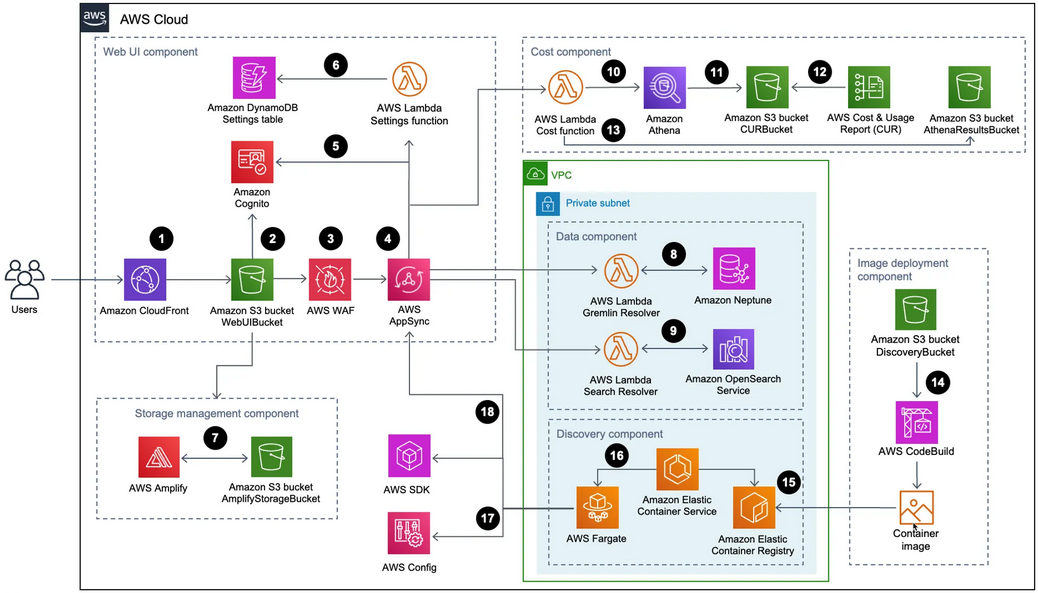 aws
AWS Cloud
Web UI component
6
Amazon DynamoDB
Settings table
AWS Lambda
Settings function
5
Amazon
Cognito
1
2
3
4
Users
Amazon CloudFront
Amazon S3 bucket
WebUIBucket
AWS WAF
AWS
AppSync
Cost component
10
11
12
AWS Lambda
Cost function
Amazon
Athena
Amazon S3 bucket
CURBucket
AWS Cost & Usage
Report (CUR)
Amazon S3 bucket
AthenaResultsBucket
13
VPC
Private subnet
Data component
8
AWS Lambda
Gremlin Resolver
Amazon Neptune
9
AWS Lambda
Search Resolver
Amazon OpenSearch
Service
Image deployment
component
Amazon S3 bucket
DiscoveryBucket
14
AWS CodeBuild
Container
image
Storage management component
7
AWS Amplify
Amazon S3 bucket
AmplifyStorageBucket
18
AWS SDK
17
AWS Config
Discovery component
16
15
Amazon Elastic
Container Service
AWS Fargate
Amazon Elastic
Container Registry